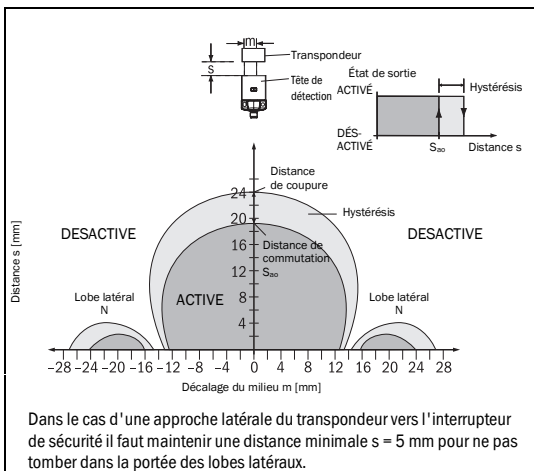 m
Transpondeur
S
Tête de
détection
État de sortie
ACTIVÉ
Hystérésis
DÉS-
ACTIVÉ
Sao
Distance s
Distance
de coupure
24
20
16
12
8
4
Hystérésis
DESACTIVE
DESACTIVE
Distance de
commutation
Sao
ACTIVE
Distance s [mm]
Lobe latéral
N
Lobe latéral
N
−28 −24 −20 −16 −12 −8 −4 0 4 8 12 16 20 24 28
Décalage du milieu m [mm]
Dans le cas d'une approche latérale du transpondeur vers l'interrupteur
de sécurité il faut maintenir une distance minimale s = 5 mm pour ne pas
tomber dans la portée des lobes latéraux.